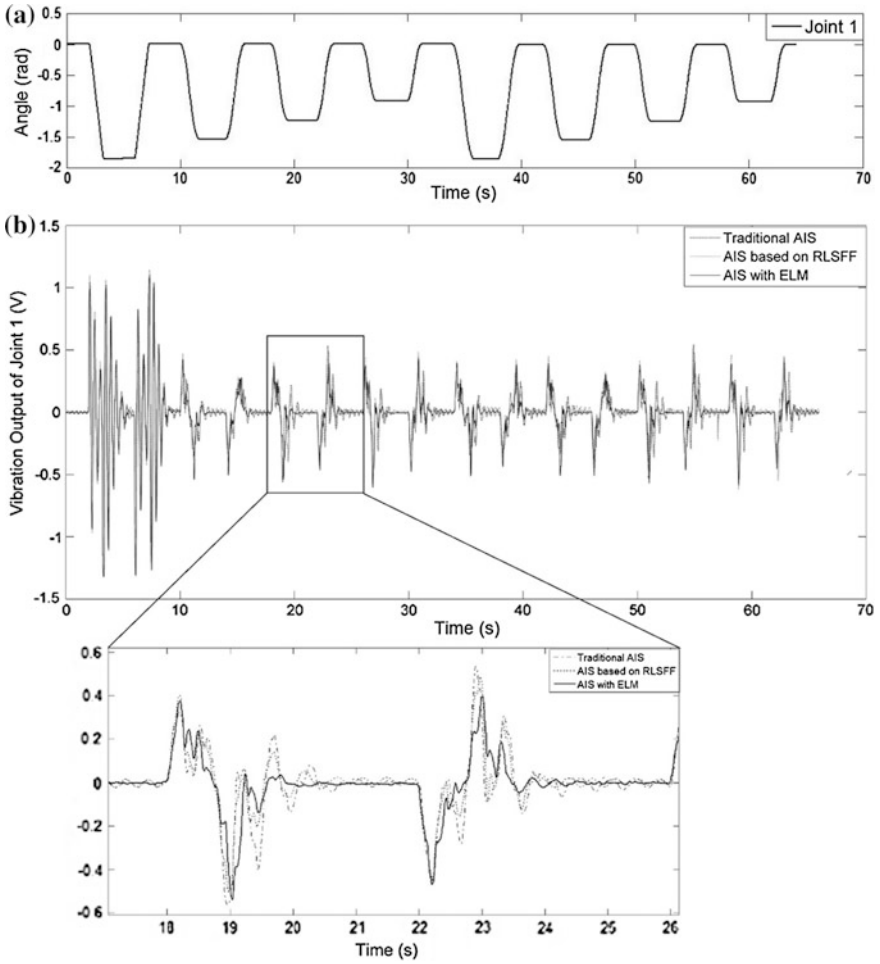 (a)
0.5
0
-0.5
-1
-1.5
-2
Angle (rad)
Joint 1
0 10 20 30 40 50 60 70
Time (s)
(b)
1.5
1
0.5
0
-0.5
-1
-1.5
Vibration Output of Joint 1 (V)
Traditional AIS
AIS based on RLSFF
AIS with ELM
0 10 20 30 40 50 60 70
Time (s)
0.6
0.4
0.2
0
-0.2
-0.4
-0.6
Traditional AIS
AIS based on RLSFF
AIS with ELM
18 19 20 21 22 23 24 25 26
Time (s)